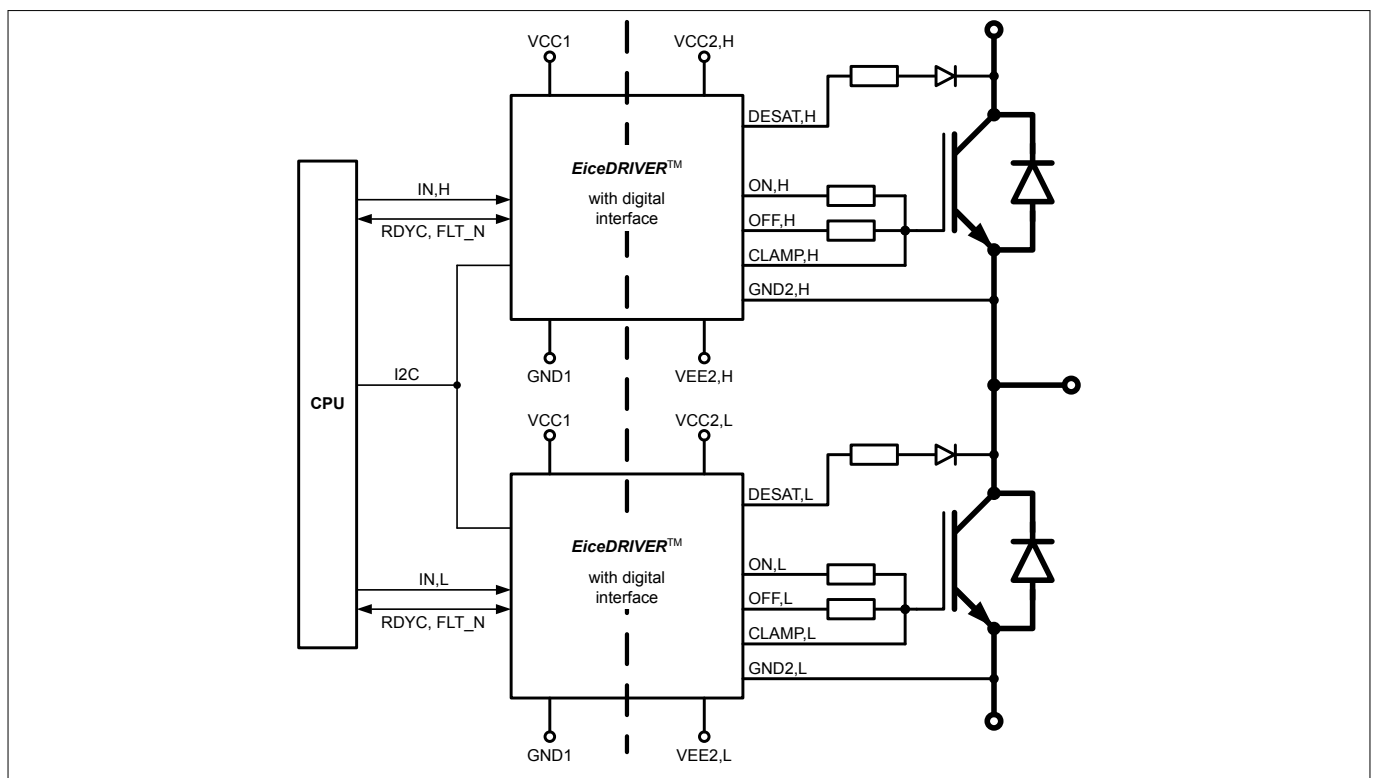 VCC1
VCC2,H
DESAT,H
EiceDRIVER™
with digital
interface
IN,H
RDYC, FLT_N
ON,H
OFF,H
CLAMP,H
GND2,H
GND1
VEE2,H
I2C
CPU
VCC1
VCC2,L
DESAT,L
EiceDRIVER™
with digital
interface
ON,L
IN,L
OFF,L
RDYC, FLT_N
CLAMP,L
GND2,L
GND1
VEE2,L